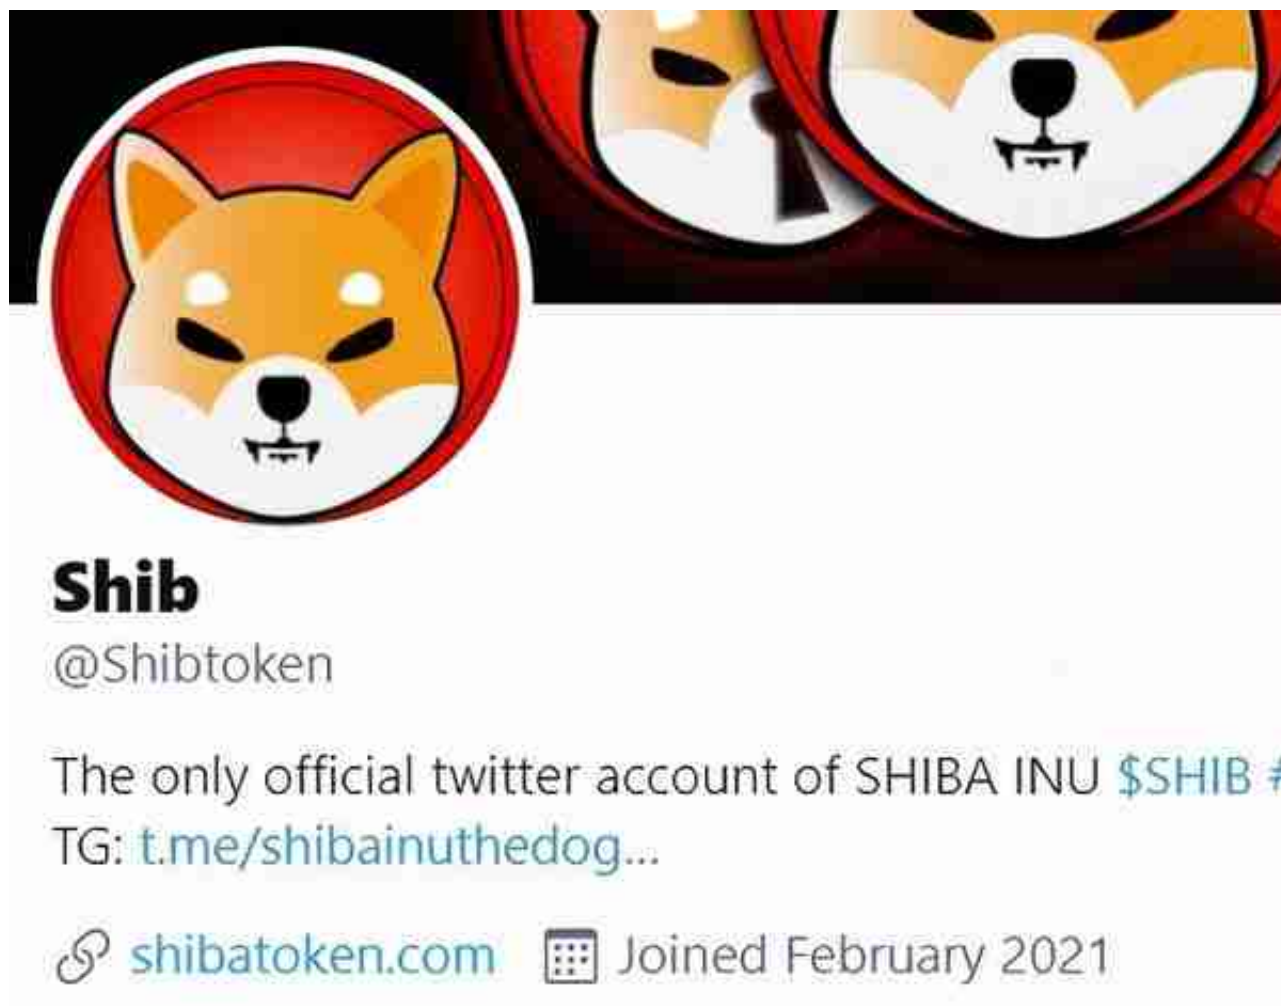 Shib
@Shibtoken
The only official twitter account of SHIBA INU $SHIB #
TG: t.me/shibainuthedog...
shibatoken.com Joined February 2021